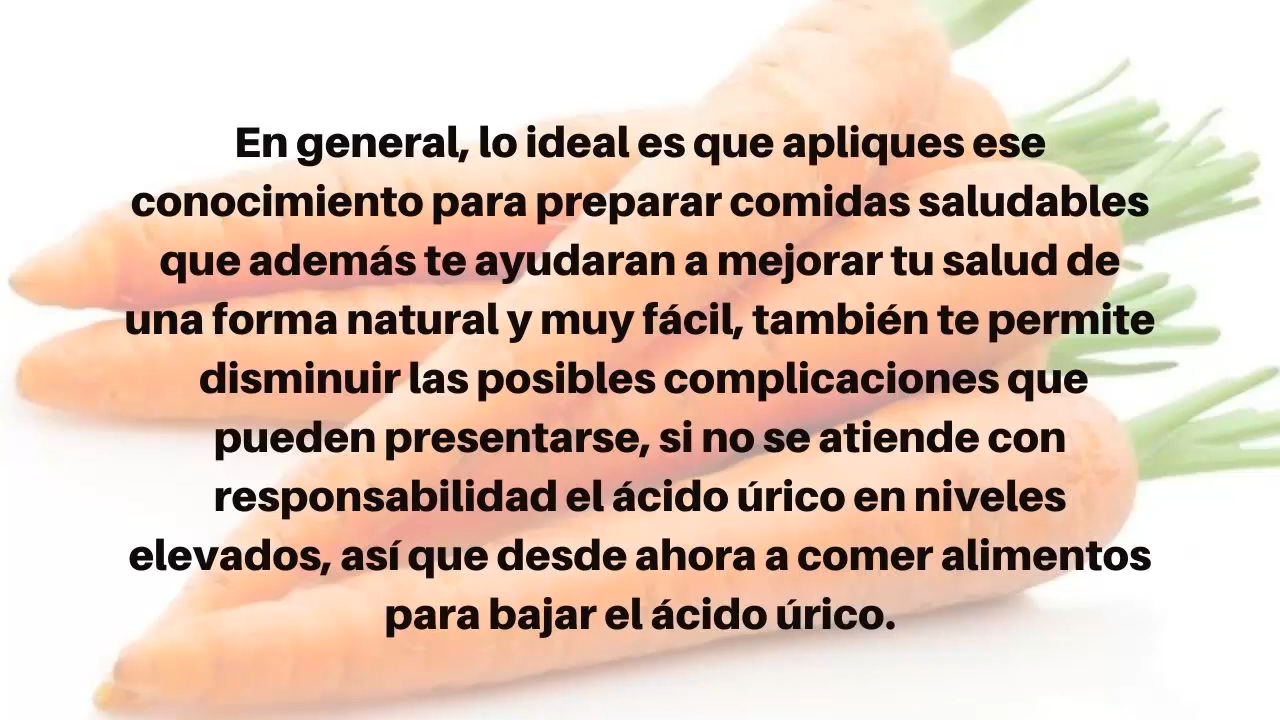 En general, lo ideal es que apliques ese
conocimiento para preparar comidas saludables
que además te ayudaran a mejorar tu salud de
una forma natural y muy fácil, también te permite
disminuir las posibles complicaciones que
pueden presentarse, si no se atiende con
responsabilidad el ácido úrico en niveles
elevados, así que desde ahora a comer alimentos
para bajar el ácido úrico.